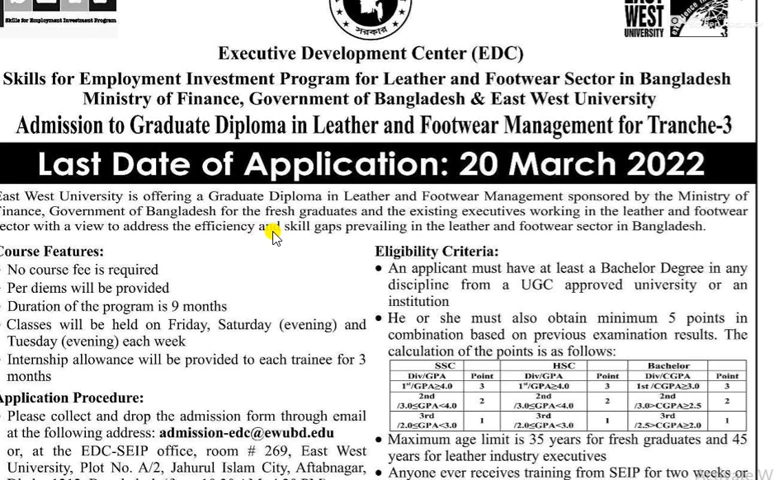 Skills for Employment Investment Program
সরকার
EAST
WEST
UNIVERSITY
Executive Development Center (EDC)
Skills for Employment Investment Program for Leather and Footwear Sector in Bangladesh
Ministry of Finance, Government of Bangladesh & East West University
Admission to Graduate Diploma in Leather and Footwear Management for Tranche-3
Last Date of Application: 20 March 2022
East West University is offering a Graduate Diploma in Leather and Footwear Management sponsored by the Ministry of
Finance, Government of Bangladesh for the fresh graduates and the existing executives working in the leather and footwear
sector with a view to address the efficiency and skill gaps prevailing in the leather and footwear sector in Bangladesh.
Course Features:
No course fee is required
Per diems will be provided
Duration of the program is 9 months
Classes will be held on Friday, Saturday (evening) and
Tuesday (evening) each week
Internship allowance will be provided to each trainee for 3
months
Application Procedure:
Please collect and drop the admission form through email
at the following address: admission-edc@ewubd.edu
or, at the EDC-SEIP office, room # 269, East West
University, Plot No. A/2, Jahurul Islam City, Aftabnagar,
Eligibility Criteria:
• An applicant must have at least a Bachelor Degree in any
discipline from a UGC approved university or an
institution
• He or she must also obtain minimum 5 points in
combination based on previous examination results. The
calculation of the points is as follows:
SSC HSC Bachelor
Div/GPA Point Div/GPA Point Div/CGPA Point
1st/GPA≥4.0 3 1st/GPA≥4.0 3 1st /CGPA≥3.0 3
2nd /3.0≤GPA<4.0 2 2nd /3.0≤GPA<4.0 2 2nd /3.0>CGPA≥2.5 2
3rd /2.0≤GPA<3.0 1 3rd /2.0≤GPA<3.0 1 3rd /2.5>CGPA≥2.0 1
• Maximum age limit is 35 years for fresh graduates and 45
years for leather industry executives
• Anyone ever receives training from SEIP for two weeks or